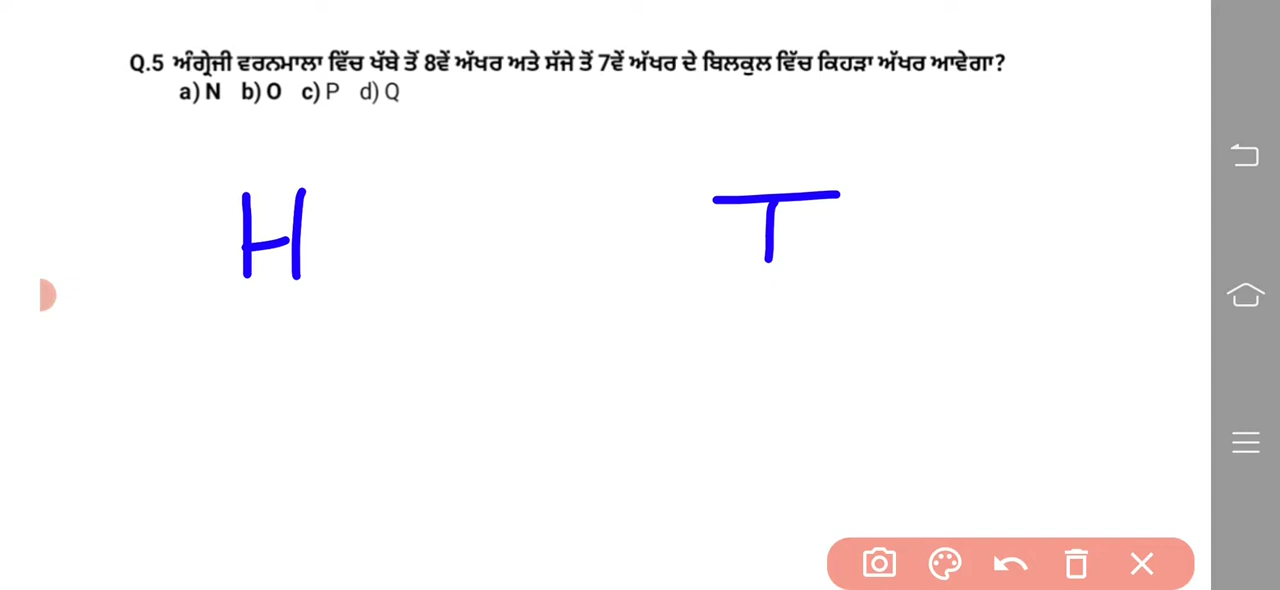 Q.5 ਅੰਗ੍ਰੇਜੀ ਵਰਨਮਾਲਾ ਵਿੱਚ ਖੱਬੇ ਤੋਂ 8ਵੇਂ ਅੱਖਰ ਅਤੇ ਸੱਜੇ ਤੋਂ 7ਵੇਂ ਅੱਖਰ ਦੇ ਬਿਲਕੁਲ ਵਿੱਚ ਕਿਹੜਾ ਅੱਖਰ ਆਵੇਗਾ?
a) N b) O c) P d) Q
H T